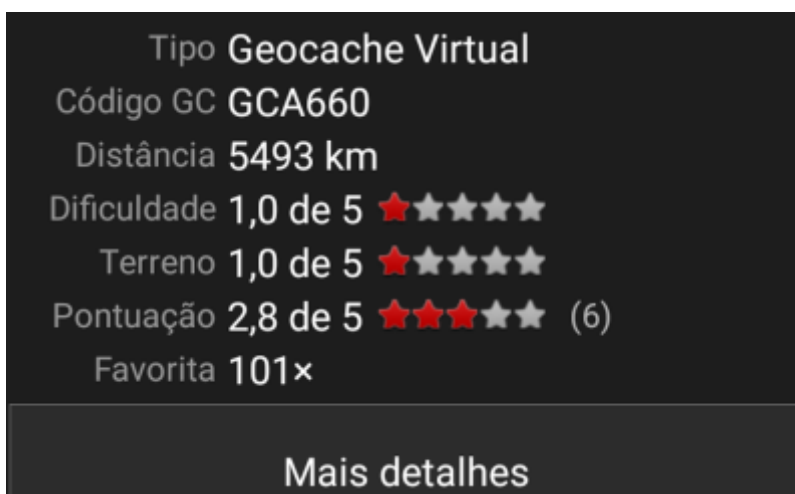 Tipo Geocache Virtual
Código GC GCA660
Distância 5493 km
Dificuldade 1,0 de 5
Terreno 1,0 de 5
Pontuação 2,8 de 5 (6)
Favorita 101×
Mais detalhes